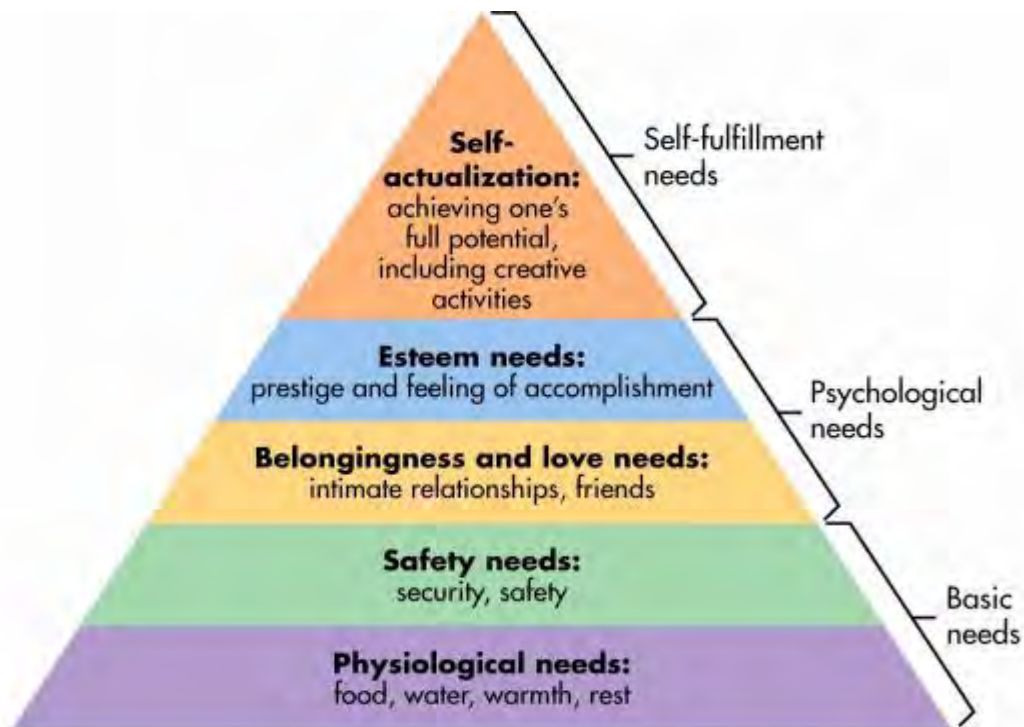 Self-
actualization:
achieving one's
full potential,
including creative
activities
Self-fulfillment
needs
Esteem needs:
prestige and feeling of accomplishment
Psychological
needs
Belongingness and love needs:
intimate relationships, friends
Safety needs:
security, safety
Basic
needs
Physiological needs:
food, water, warmth, rest